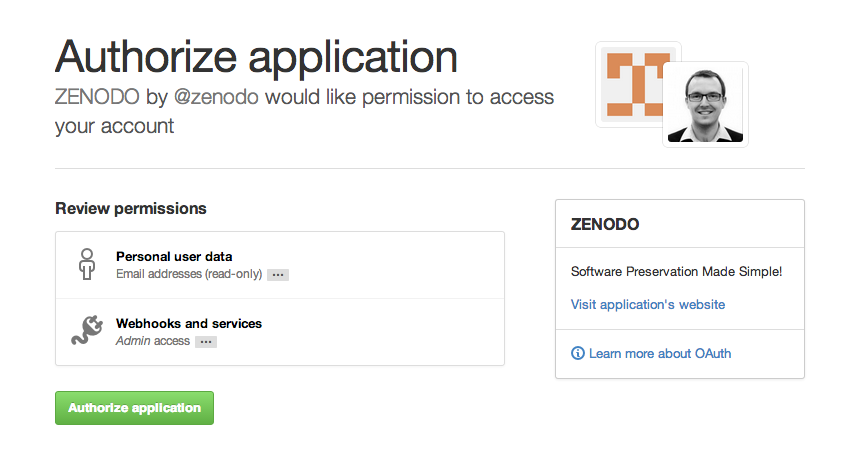 Authorize application
ZENODO by @zenodo would like permission to access
your account
Review permissions
Personal user data
Email addresses (read-only) ...
Webhooks and services
Admin access ...
Authorize application
ZENODO
Software Preservation Made Simple!
Visit application's website
Learn more about OAuth